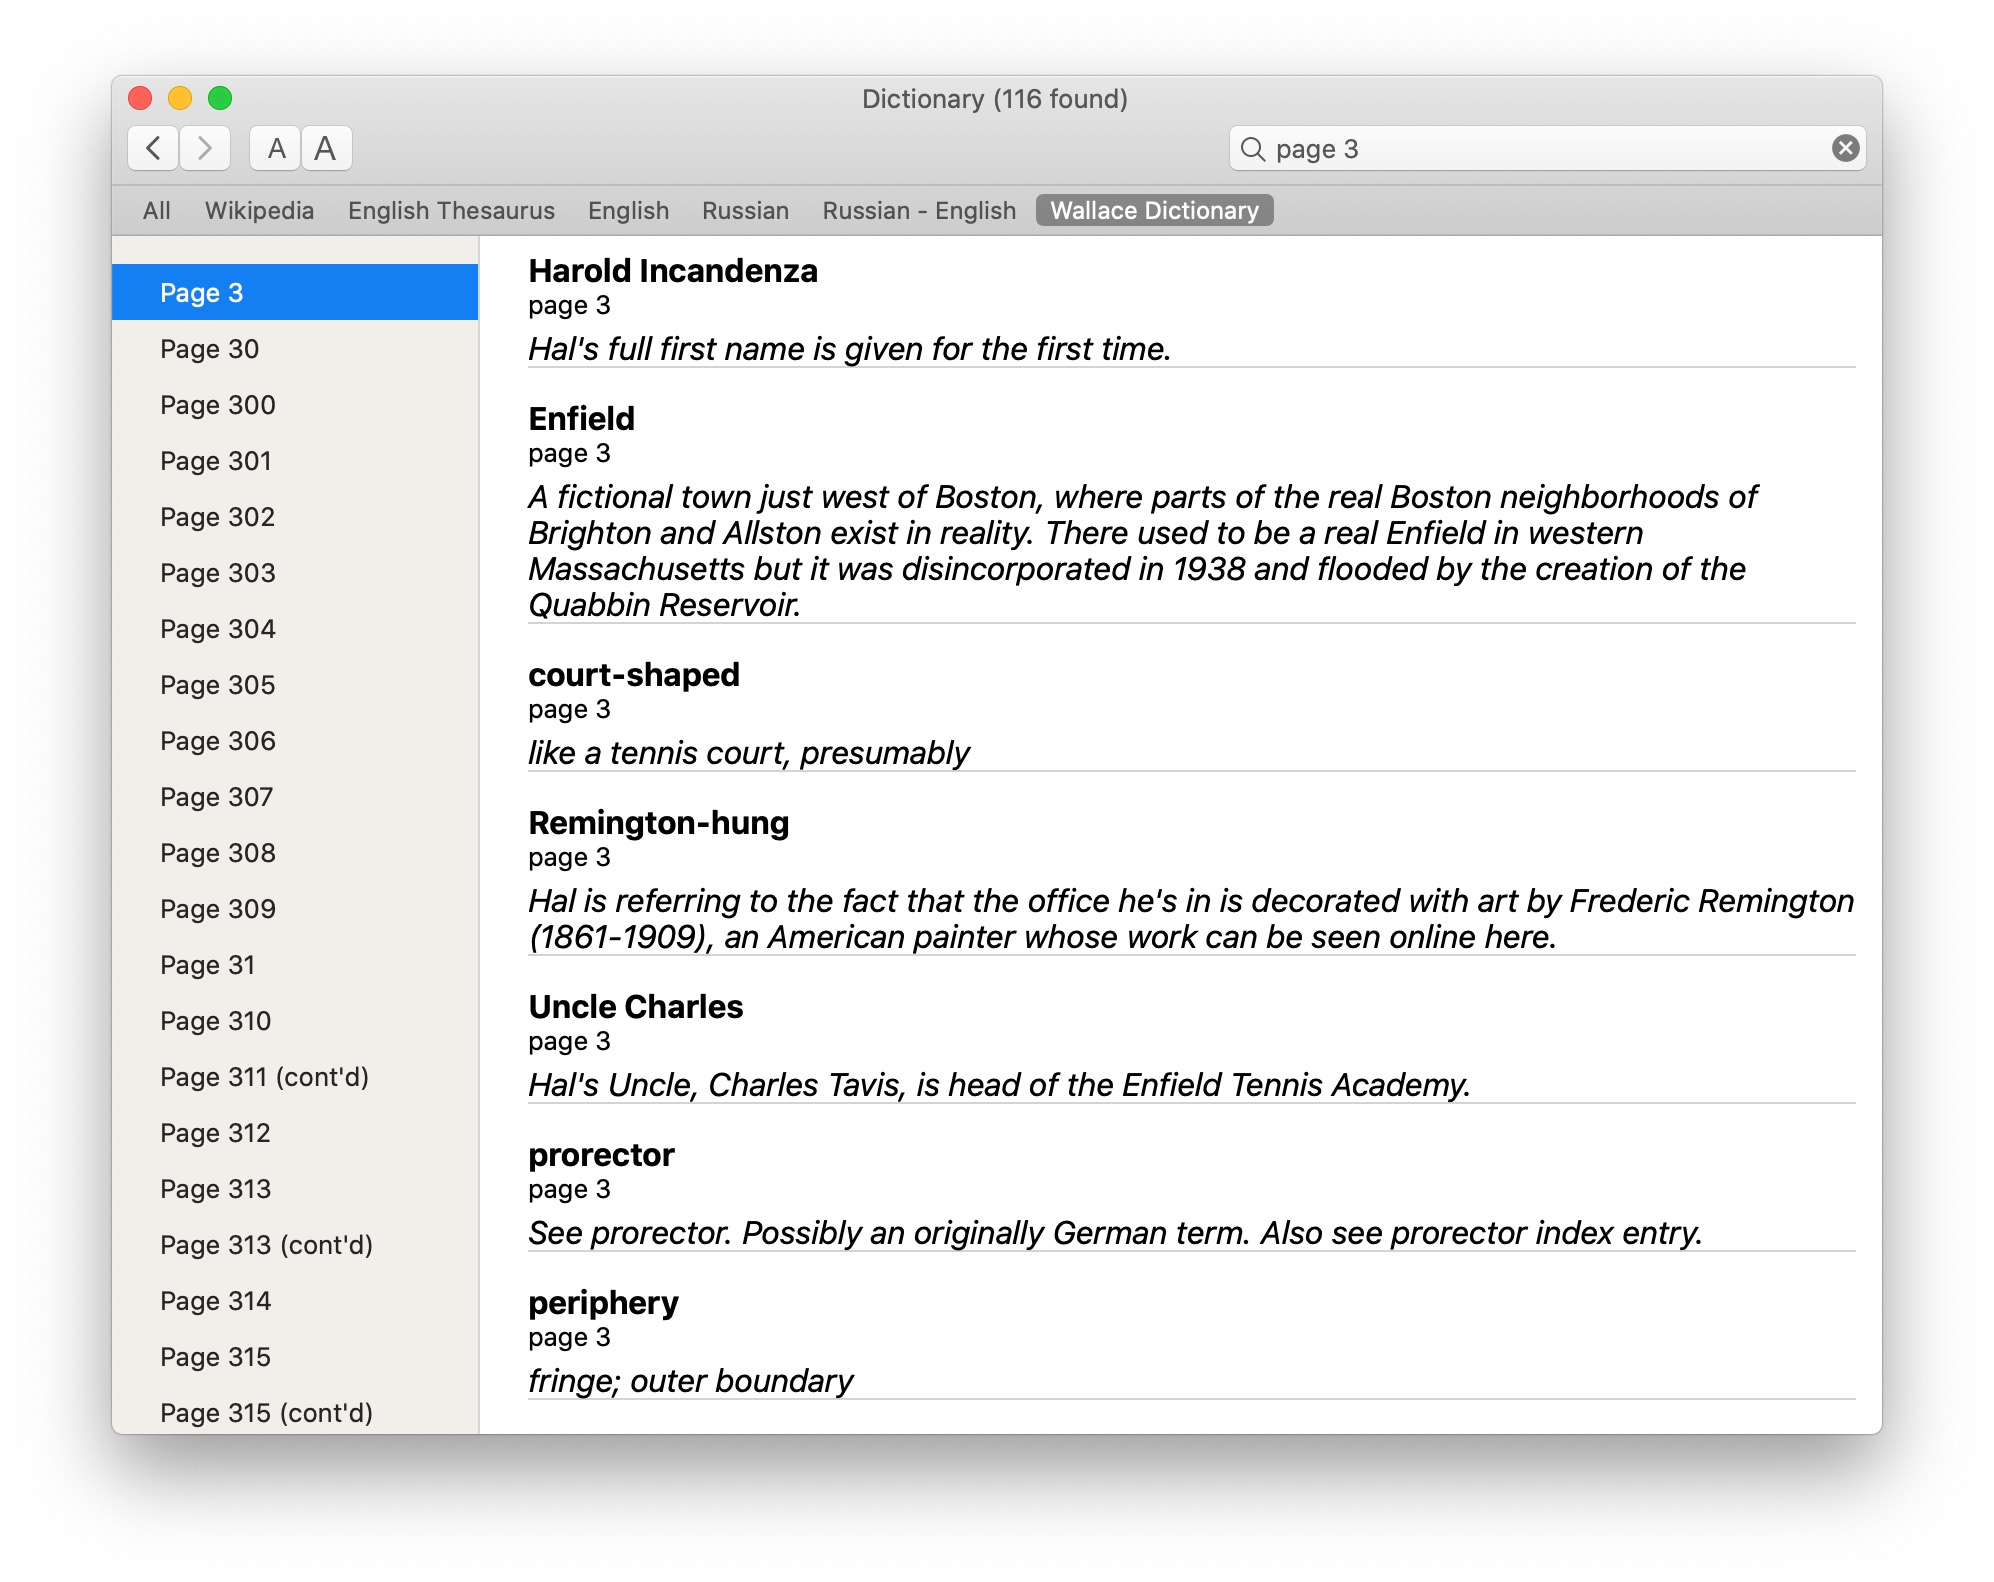 Dictionary (116 found)
A A
page 3
All Wikipedia English Thesaurus English Russian Russian - English Wallace Dictionary
Page 3
Page 30
Page 300
Page 301
Page 302
Page 303
Page 304
Page 305
Page 306
Page 307
Page 308
Page 309
Page 31
Page 310
Page 311 (cont'd)
Page 312
Page 313
Page 313 (cont'd)
Page 314
Page 315
Page 315 (cont'd)
Harold Incandenza
page 3
Hal's full first name is given for the first time.
Enfield
page 3
A fictional town just west of Boston, where parts of the real Boston neighborhoods of
Brighton and Allston exist in reality. There used to be a real Enfield in western
Massachusetts but it was disincorporated in 1938 and flooded by the creation of the
Quabbin Reservoir.
court-shaped
page 3
like a tennis court, presumably
Remington-hung
page 3
Hal is referring to the fact that the office he's in is decorated with art by Frederic Remington
(1861-1909), an American painter whose work can be seen online here.
Uncle Charles
page 3
Hal's Uncle, Charles Tavis, is head of the Enfield Tennis Academy.
prorector
page 3
See prorector. Possibly an originally German term. Also see prorector index entry.
periphery
page 3
fringe; outer boundary